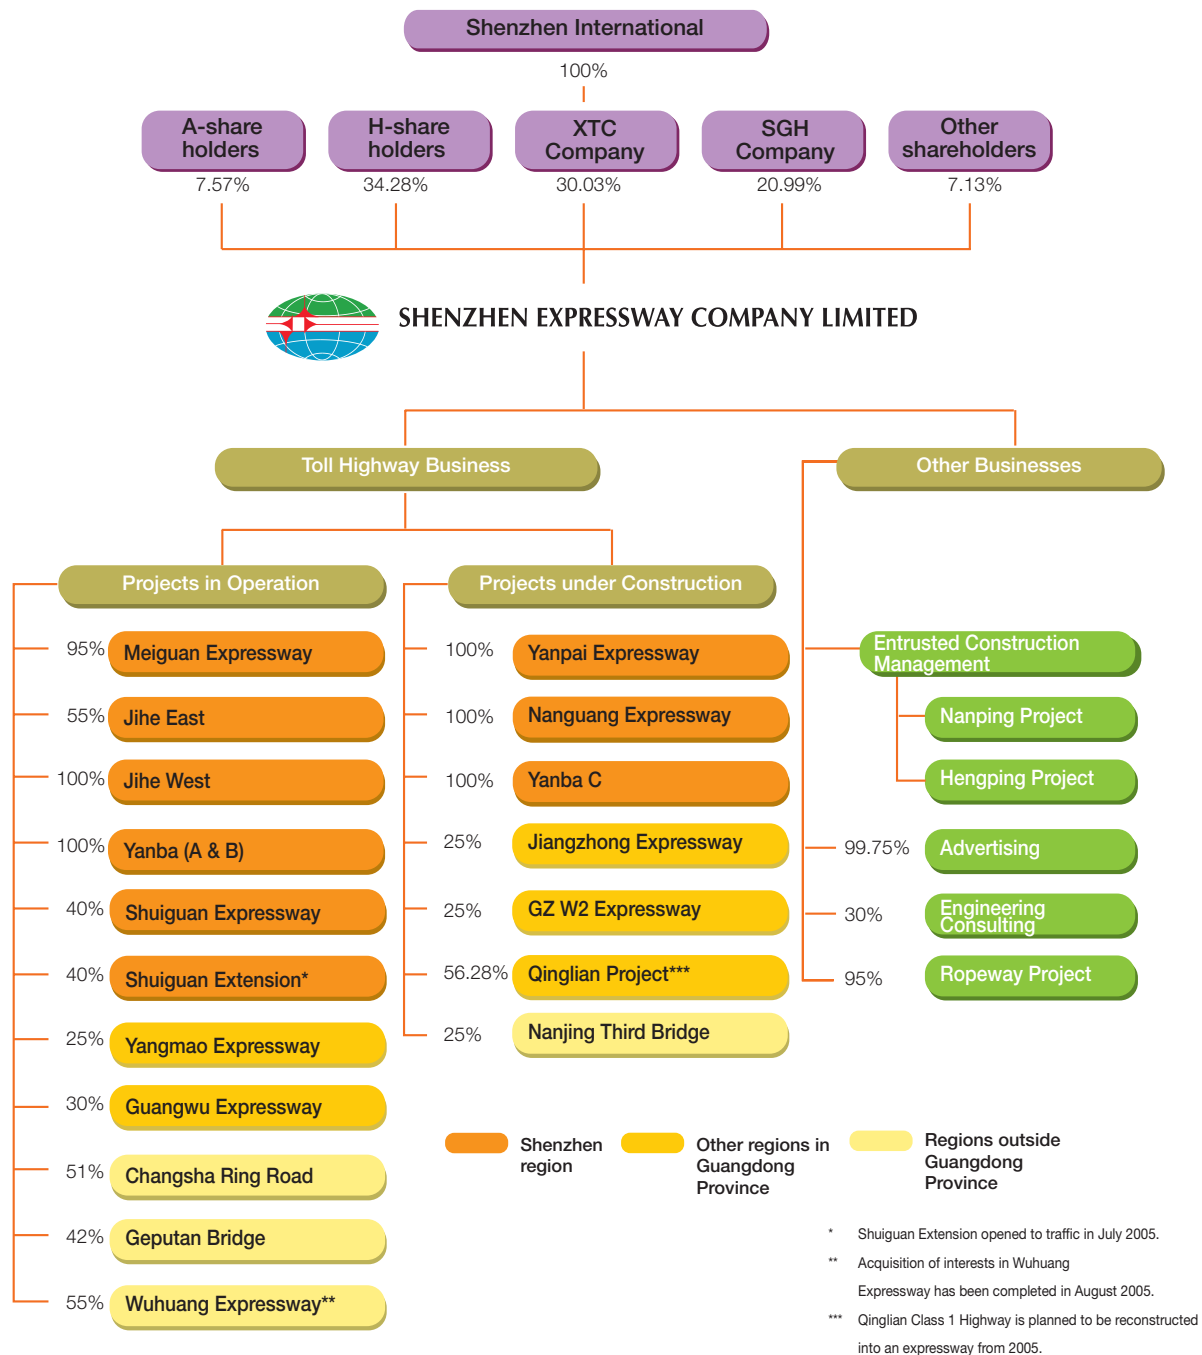 Shenzhen International
100%
A-share
holders
7.57%
H-share
holders
34.28%
XTC
Company
30.03%
SGH
Company
20.99%
Other
shareholders
7.13%
SHENZHEN EXPRESSWAY COMPANY LIMITED
Toll Highway Business
Other Businesses
Projects in Operation
95% Meiguan Expressway
55% Jihe East
100% Jihe West
100% Yanba (A & B)
40% Shuiguan Expressway
40% Shuiguan Extension*
25% Yangmao Expressway
30% Guangwu Expressway
51% Changsha Ring Road
42% Geputan Bridge
55% Wuhuang Expressway**
Projects under Construction
100% Yanpai Expressway
100% Nanguang Expressway
100% Yanba C
25% Jiangzhong Expressway
25% GZ W2 Expressway
56.28% Qinglian Project***
25% Nanjing Third Bridge
Entrusted Construction
Management
Nanping Project
Hengping Project
99.75% Advertising
30% Engineering
Consulting
95% Ropeway Project
Shenzhen
region
Other regions in
Guangdong
Province
Regions outside
Guangdong
Province
* Shuiguan Extension opened to traffic in July 2005.
** Acquisition of interests in Wuhuang
Expressway has been completed in August 2005.
*** Qinglian Class 1 Highway is planned to be reconstructed
into an expressway from 2005.